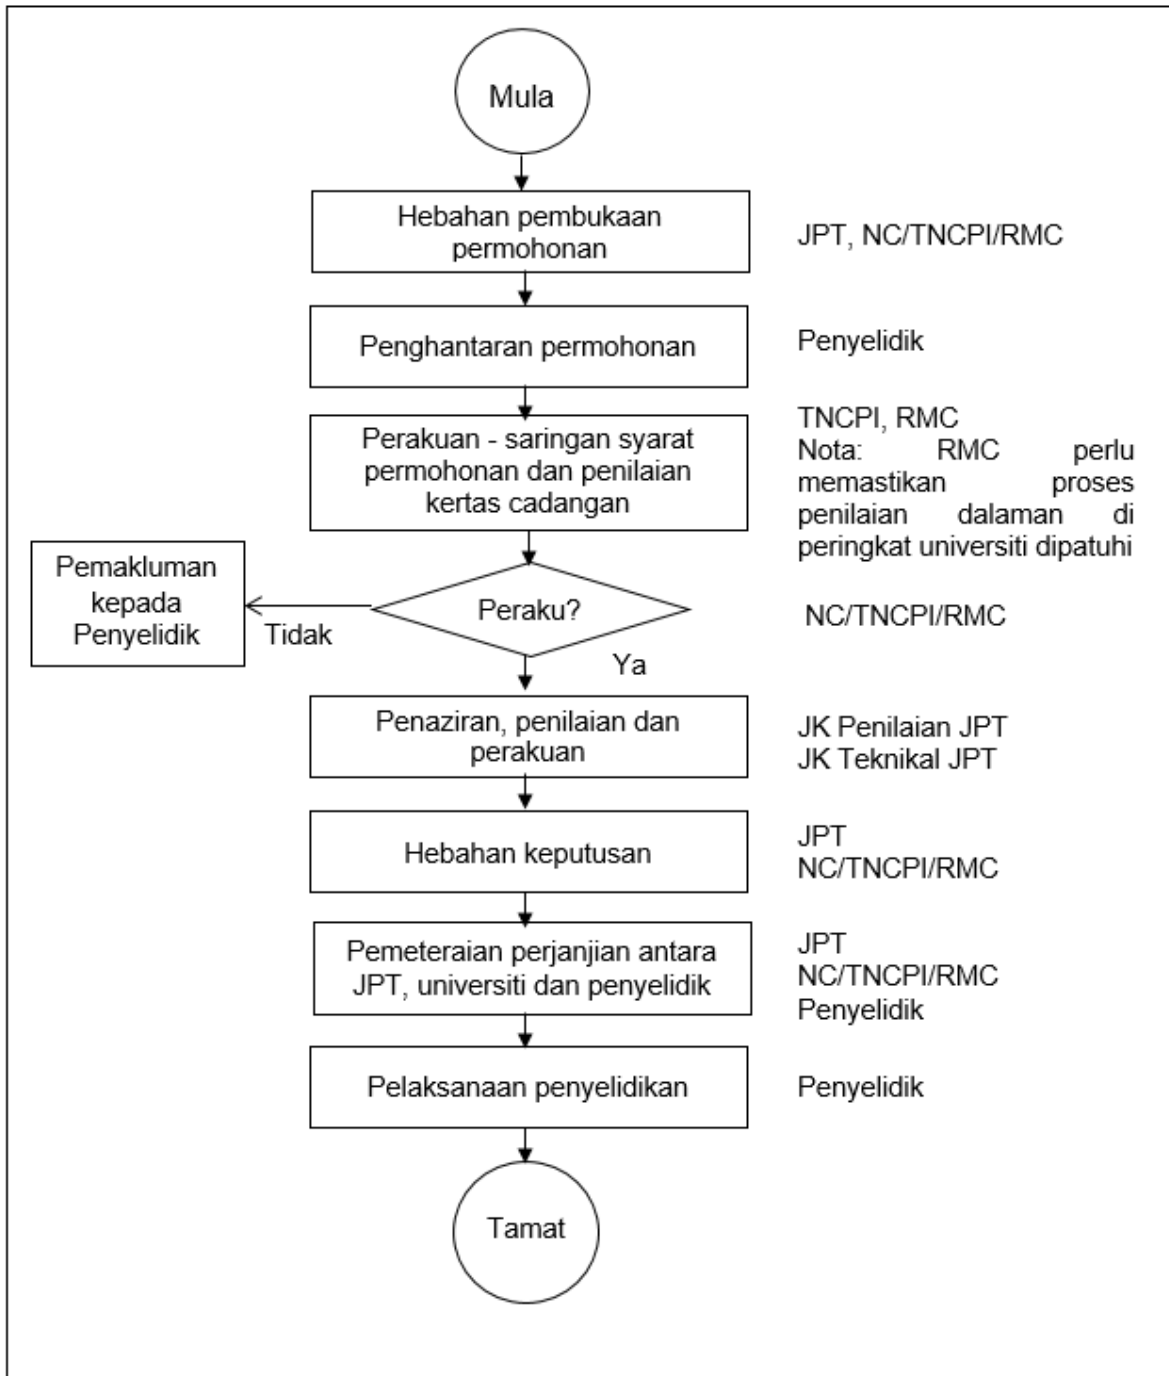 Mula
Hebahan pembukaan
permohonan
JPT, NC/TNCPI/RMC
Penghantaran permohonan
Penyelidik
Perakuan - saringan syarat
permohonan dan penilaian
kertas cadangan
TNCPI, RMC
Nota: RMC perlu
memastikan proses
penilaian dalaman di
peringkat universiti dipatuhi
Pemakluman
kepada
Penyelidik
Tidak
Peraku?
NC/TNCPI/RMC
Ya
Penaziran, penilaian dan
perakuan
JK Penilaian JPT
JK Teknikal JPT
Hebahan keputusan
JPT
NC/TNCPI/RMC
Pemeteraian perjanjian antara
JPT, universiti dan penyelidik
JPT
NC/TNCPI/RMC
Penyelidik
Pelaksanaan penyelidikan
Penyelidik
Tamat